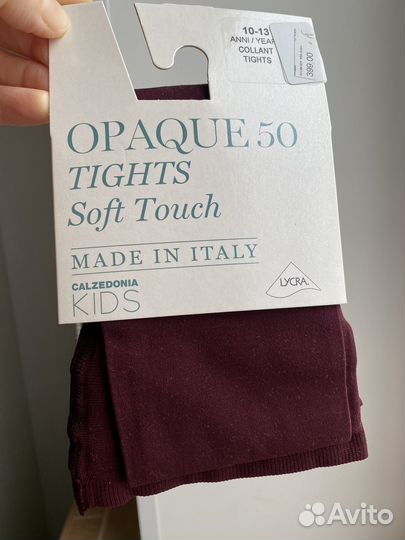 10-13
ANNI / YEAR
COLLANT
TIGHTS
399.00
OPAQUE 50
TIGHTS
Soft Touch
MADE IN ITALY
CALZEDONIA
KIDS
LYCRA
Avito